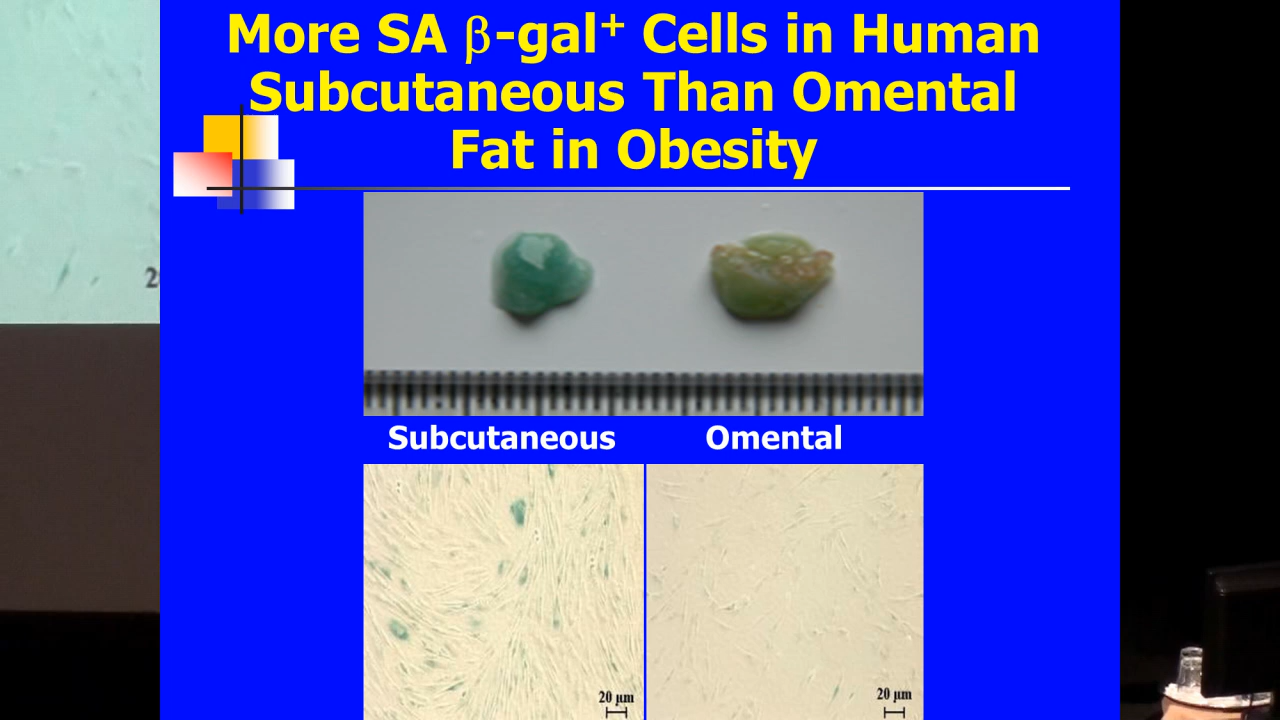 More SA β-gal⁺ Cells in Human
Subcutaneous Than Omental
Fat in Obesity
Subcutaneous Omental
20 µm 20 µm